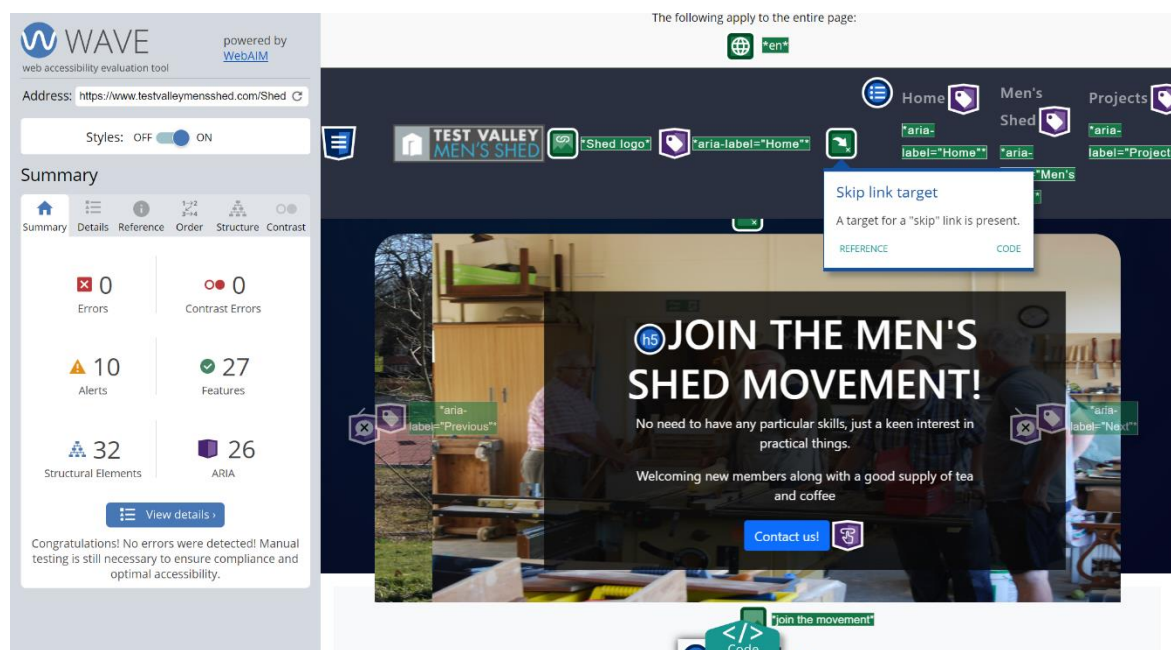 WAVE
powered by
WebAIM
web accessibility evaluation tool
Address: https://www.testvalleymensshed.com/Shed
Styles: OFF ON
Summary
Summary Details Reference Order Structure Contrast
0
Errors
0
Contrast Errors
10
Alerts
27
Features
32
Structural Elements
26
ARIA
View details ›
Congratulations! No errors were detected! Manual
testing is still necessary to ensure compliance and
optimal accessibility.
The following apply to the entire page:
*en*
TEST VALLEY
MEN'S SHED
*Shed logo*
*aria-label="Home"*
Home
*aria-
label="Home"*
Men's
Shed
*aria-
"Men's
Projects
*aria-
label="Project
Skip link target
A target for a "skip" link is present.
REFERENCE CODE
h5
JOIN THE MEN'S
SHED MOVEMENT!
No need to have any particular skills, just a keen interest in
practical things.
Welcoming new members along with a good supply of tea
and coffee
Contact us!
*aria-
label="Previous"*
*aria-
label="Next"*
*join the movement*
</>
Code